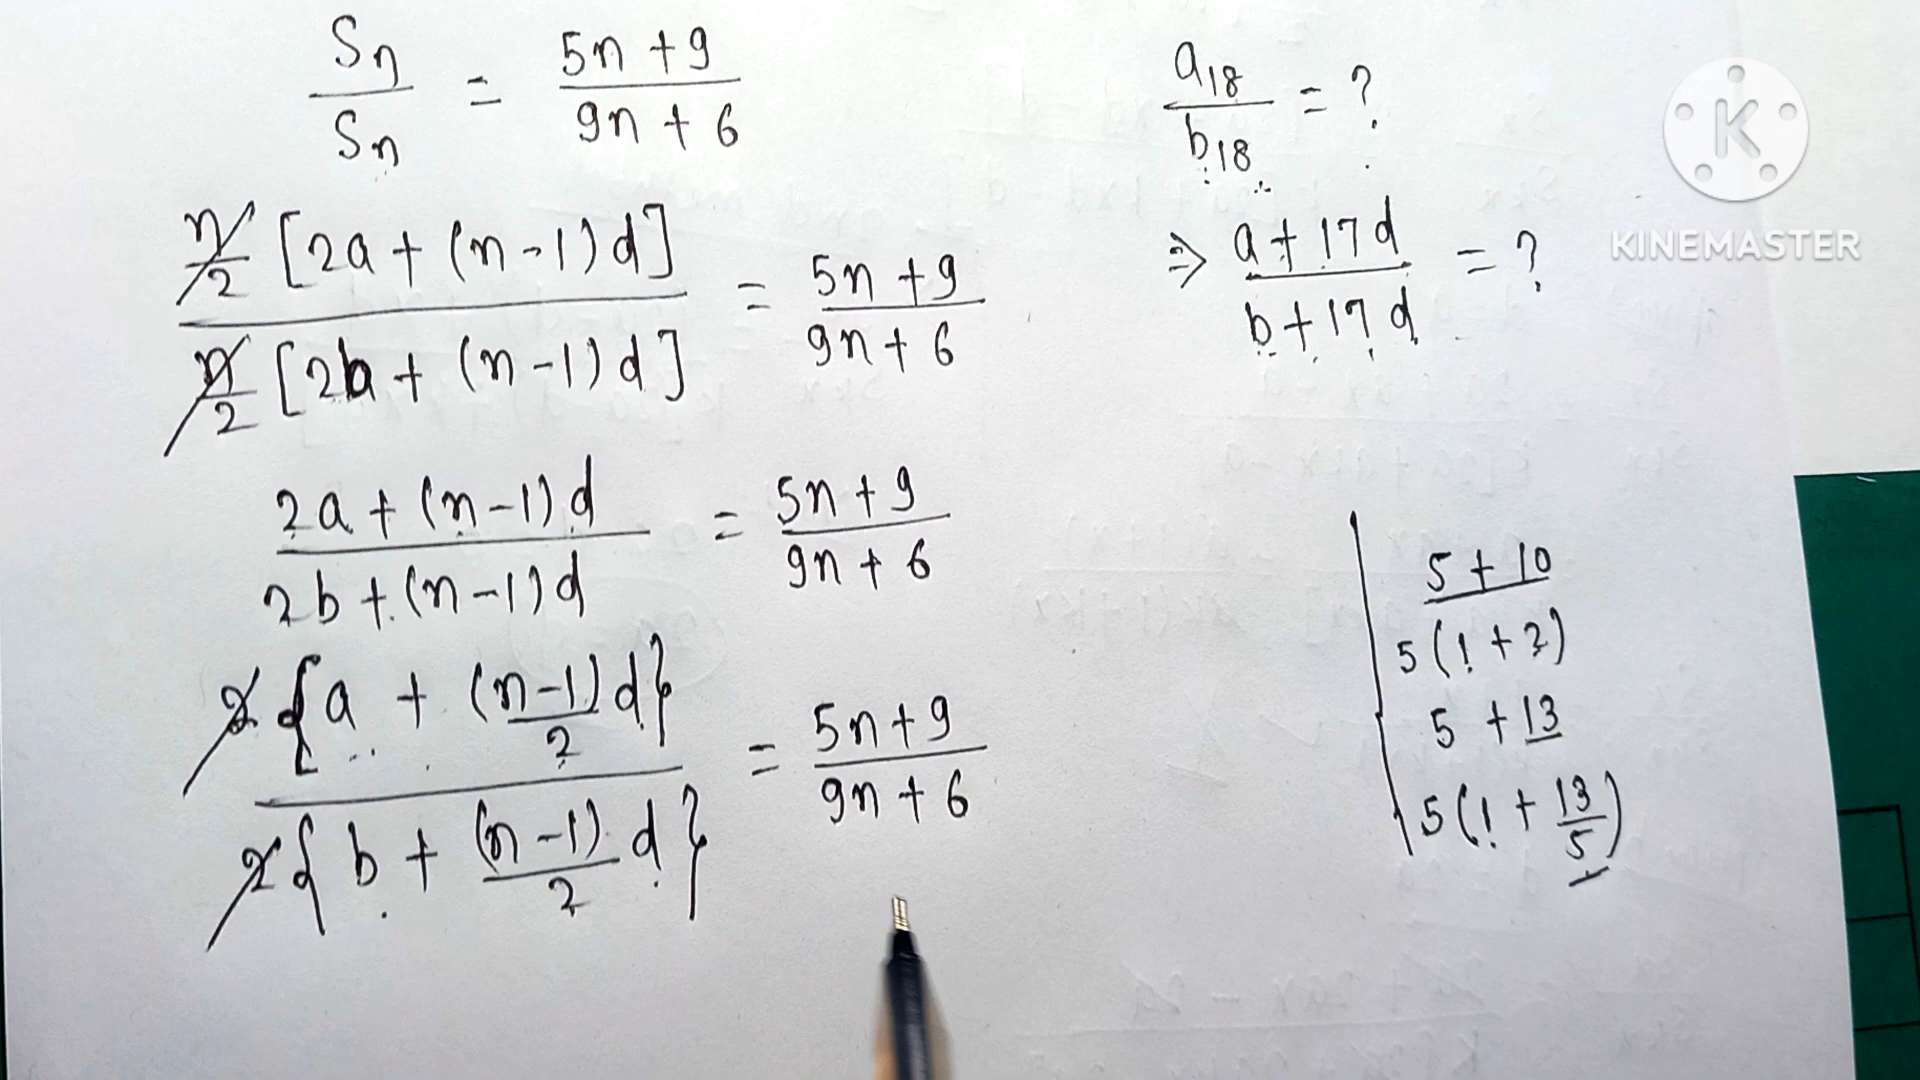 Sn/Sn = 5n+9/9n+6
n/2 [2a+(n-1)d] / n/2 [2b+(n-1)d] = 5n+9/9n+6
2a+(n-1)d / 2b+(n-1)d = 5n+9/9n+6
2{a + (n-1)/2 d} / 2{b + (n-1)/2 d} = 5n+9/9n+6
a18/b18 = ?
⇒ a+17d / b+17d = ?
5+10
5(1+2)
5 +13
5(1+13/5)
K
KINEMASTER